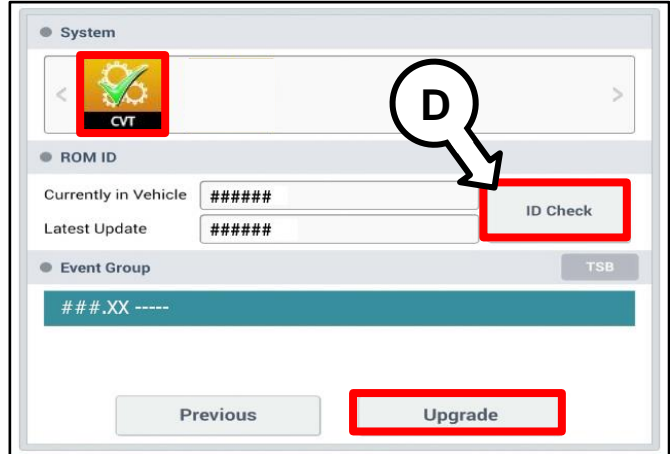 System
<
CVT
D
>
ROM ID
Currently in Vehicle ######
ID Check
Latest Update ######
Event Group
TSB
###.XX -----
Previous
Upgrade